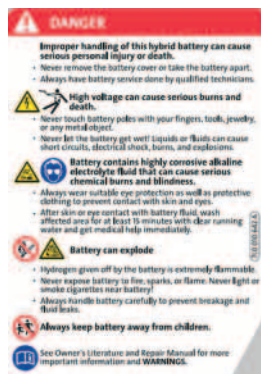 DANGER
Improper handling of this hybrid battery can cause
serious personal injury or death.
- Never remove the battery cover or take the battery apart.
- Always have battery service done by qualified technicians.
High voltage can cause serious burns and
death.
- Never touch battery poles with your fingers, tools, jewelry,
or any metal object.
- Never let the battery get wet! Liquids or fluids can cause
short circuits, electrical shock, burns, and explosions.
Battery contains highly corrosive alkaline
electrolyte fluid that can cause serious
chemical burns and blindness.
- Always wear suitable eye protection as well as protective
clothing to prevent contact with skin and eyes.
- After skin or eye contact with battery fluid, wash
affected area for at least 15 minutes with clear running
water and get medical help immediately.
Battery can explode
- Hydrogen given off by the battery is extremely flammable.
- Never expose battery to fire, sparks, or flame. Never light or
smoke cigarettes near battery!
- Always handle battery carefully to prevent breakage and
fluid leaks.
Always keep battery away from children.
See Owner's Literature and Repair Manual for more
important information and WARNINGS.